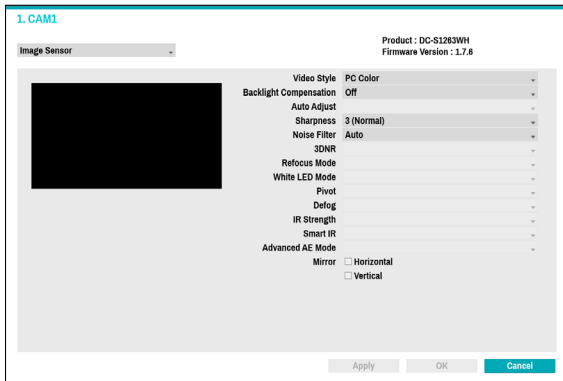 1. CAM1
Product : DC-S1263WH
Image Sensor
Firmware Version : 1.7.6
Video Style PC Color
Backlight Compensation Off
Auto Adjust
Sharpness 3 (Normal)
Noise Filter Auto
3DNR
Refocus Mode
White LED Mode
Pivot
Defog
IR Strength
Smart IR
Advanced AE Mode
Mirror Horizontal
Vertical
Apply OK Cancel